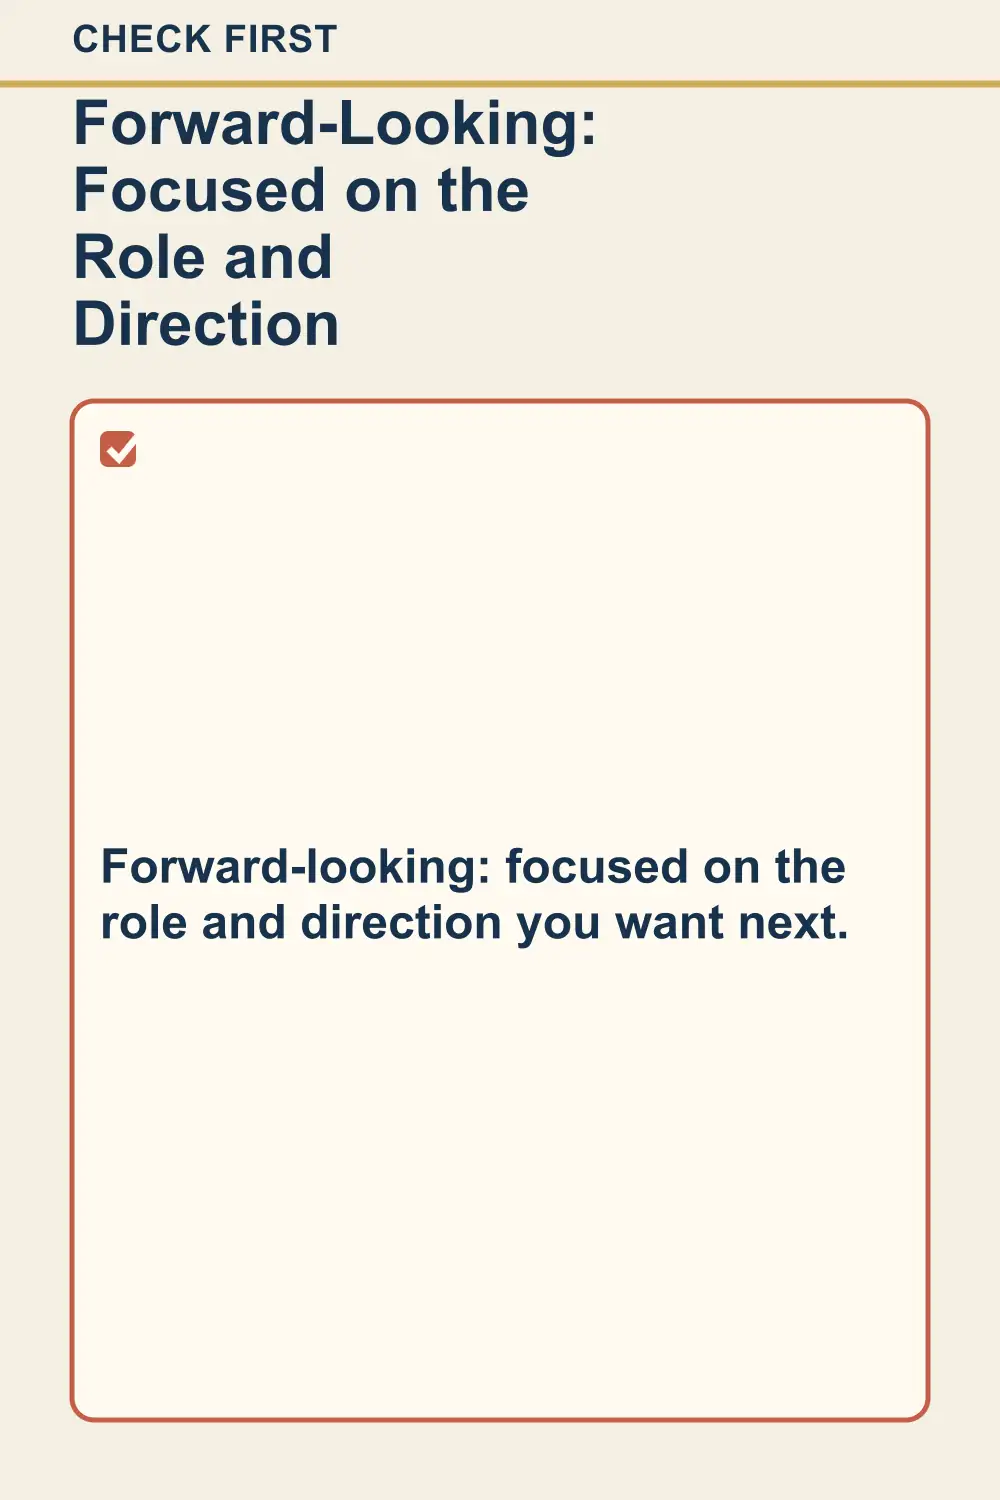 CHECK FIRST
Forward-Looking:
Focused on the
Role and
Direction
Forward-looking: focused on the
role and direction you want next.